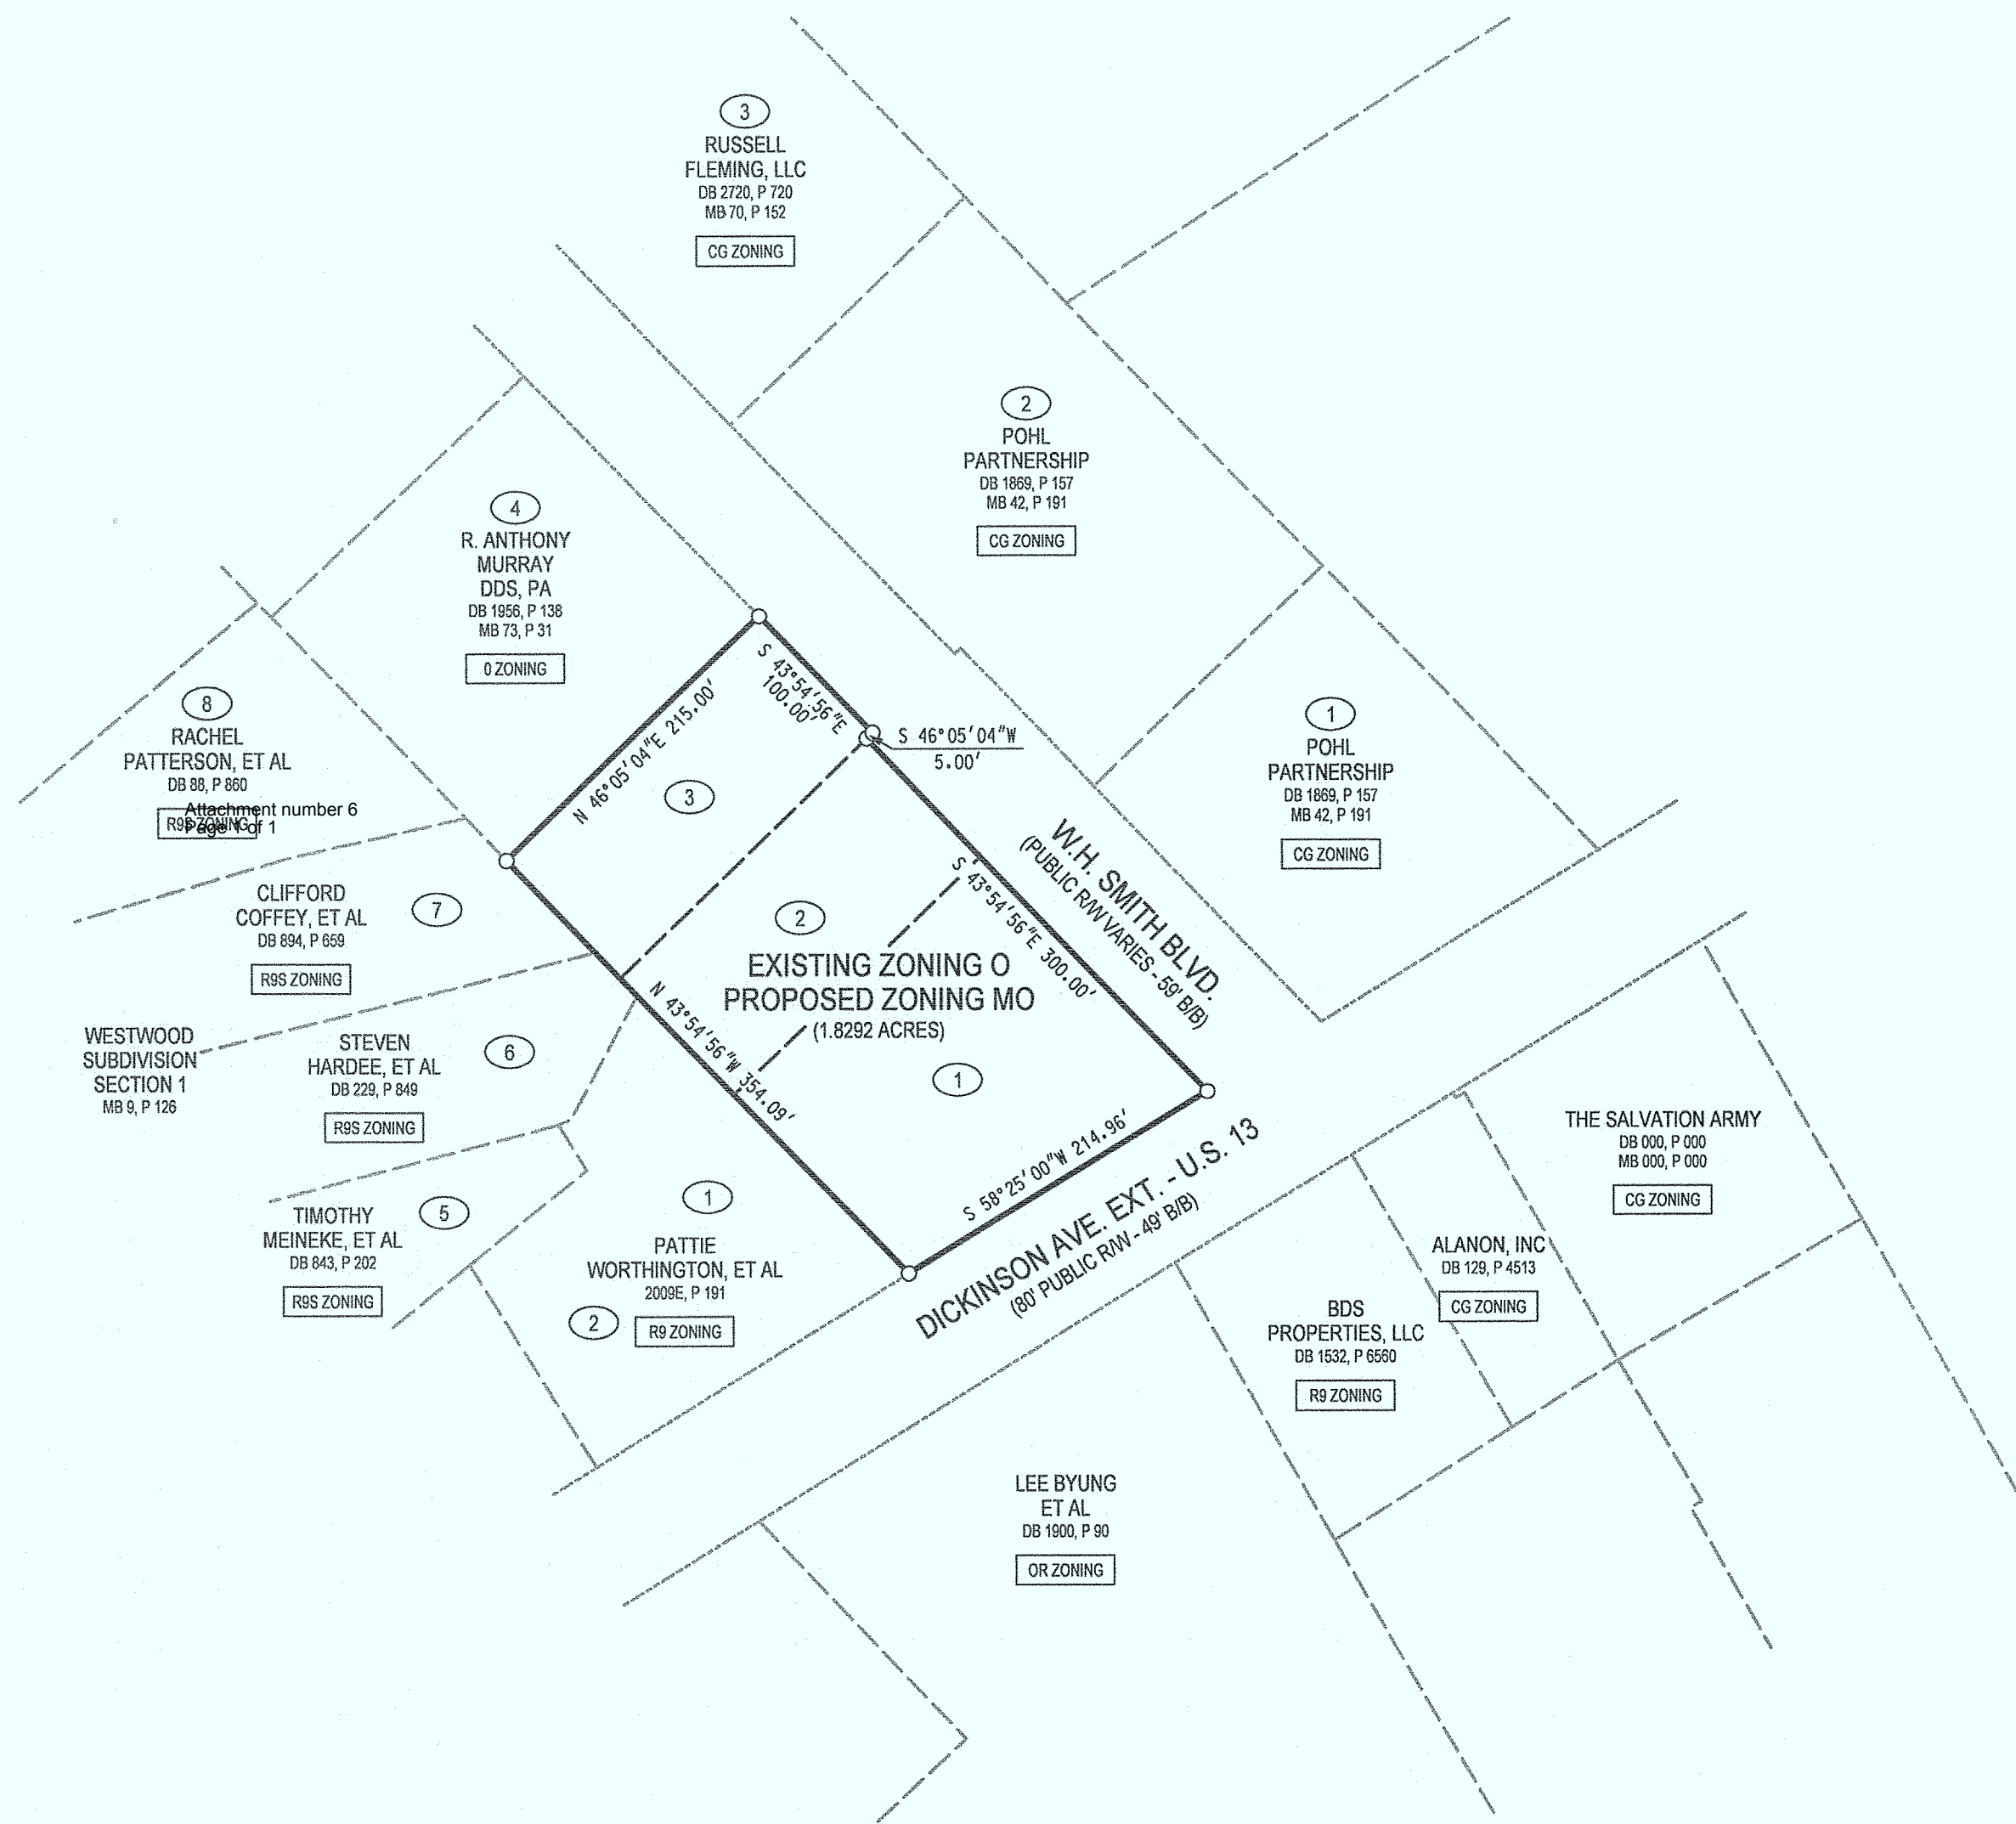 3
RUSSELL
FLEMING, LLC
DB 2720, P 720
MB 70, P 152
CG ZONING
2
POHL
PARTNERSHIP
DB 1869, P 157
MB 42, P 191
CG ZONING
4
R. ANTHONY
MURRAY
DDS, PA
DB 1956, P 138
MB 73, P 31
0 ZONING
8
RACHEL
PATTERSON, ET AL
DB 88, P 860
R9S ZONING
Attachment number 6
Page 1 of 1
1
POHL
PARTNERSHIP
DB 1869, P 157
MB 42, P 191
CG ZONING
N 46°05'04"E 215.00'
S 43°54'56"E
100.00'
S 46°05'04"W
5.00'
3
W.H. SMITH BLVD.
(PUBLIC R/W VARIES - 59' B/B)
S 43°54'56"E 300.00'
CLIFFORD
COFFEY, ET AL
DB 894, P 659
R9S ZONING
7
2
EXISTING ZONING O
PROPOSED ZONING MO
(1.8292 ACRES)
N 43°54'56"W 354.09'
1
WESTWOOD
SUBDIVISION
SECTION 1
MB 9, P 126
STEVEN
HARDEE, ET AL
DB 229, P 849
R9S ZONING
6
S 58°25'00"W 214.96'
DICKINSON AVE. EXT. - U.S. 13
(80' PUBLIC R/W - 49' B/B)
THE SALVATION ARMY
DB 000, P 000
MB 000, P 000
CG ZONING
TIMOTHY
MEINEKE, ET AL
DB 843, P 202
R9S ZONING
5
1
PATTIE
WORTHINGTON, ET AL
2009E, P 191
R9 ZONING
2
ALANON, INC
DB 129, P 4513
CG ZONING
BDS
PROPERTIES, LLC
DB 1532, P 6560
R9 ZONING
LEE BYUNG
ET AL
DB 1900, P 90
OR ZONING